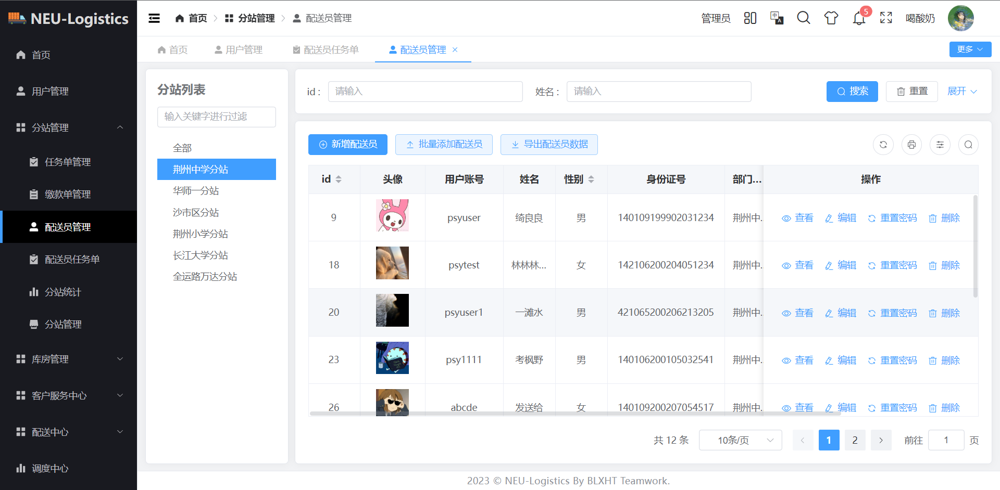 NEU-Logistics
首页
用户管理
分站管理
任务单管理
缴款单管理
配送员管理
配送员任务单
分站统计
分站管理
库房管理
客户服务中心
配送中心
调度中心
首页 分站管理 配送员管理
管理员 5 喝酸奶
首页 用户管理 配送员任务单 配送员管理 更多
分站列表
输入关键字进行过滤
全部
荆州中学分站
华师一分站
沙市区分站
荆州小学分站
长江大学分站
全运路万达分站
id : 请输入 姓名 : 请输入 搜索 重置 展开
新增配送员 批量添加配送员 导出配送员数据
id 头像 用户账号 姓名 性别 身份证号 部门... 操作
9 psyuser 绮良良 男 140109199902031234 荆州中. 查看 编辑 重置密码 删除
18 psytest 林林林... 女 142106200204051234 荆州中. 查看 编辑 重置密码 删除
20 psyuser1 一滩水 男 421065200206213205 荆州中. 查看 编辑 重置密码 删除
23 psy1111 考枫野 男 140106200105032541 荆州中. 查看 编辑 重置密码 删除
26 abcde 发送给 女 140109200207054517 荆州中. 查看 编辑 重置密码 删除
共 12 条 10条/页 1 2 前往 1 页
2023 © NEU-Logistics By BLXHT Teamwork.